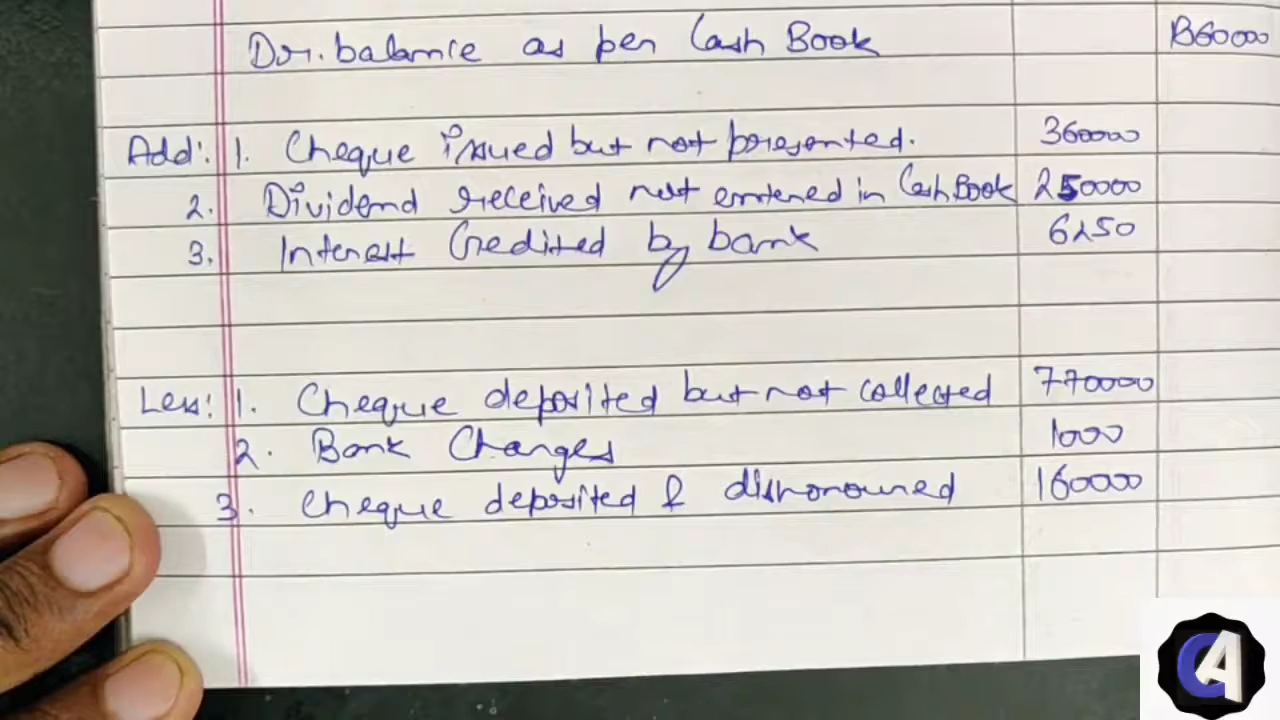 Dr. balance as per Cash Book 1360000
Add: 1. Cheque issued but not presented. 360000
2. Dividend received not entered in Cash Book 250000
3. Interest Credited by bank 6250
Less: 1. Cheque deposited but not collected 770000
2. Bank Charges 1000
3. Cheque deposited & dishonoured 160000
CA